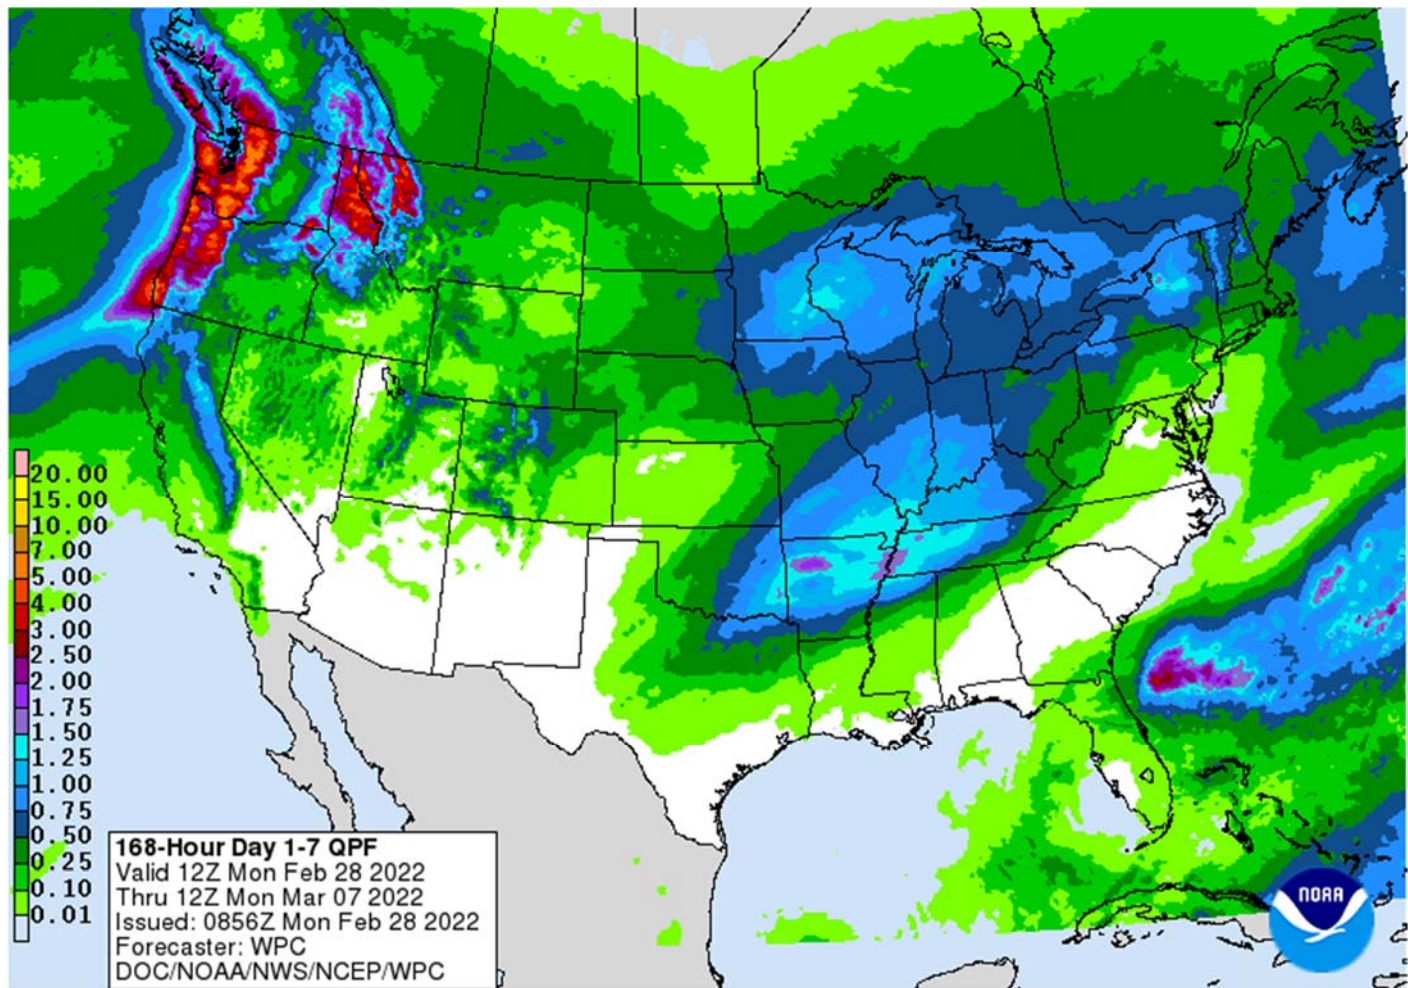 20.00
15.00
10.00
7.00
5.00
4.00
3.00
2.50
2.00
1.75
1.50
1.25
1.00
0.75
0.50
0.25
0.10
0.01
168-Hour Day 1-7 QPF
Valid 12Z Mon Feb 28 2022
Thru 12Z Mon Mar 07 2022
Issued: 0856Z Mon Feb 28 2022
Forecaster: WPC
DOC/NOAA/NWS/NCEP/WPC
NOAA